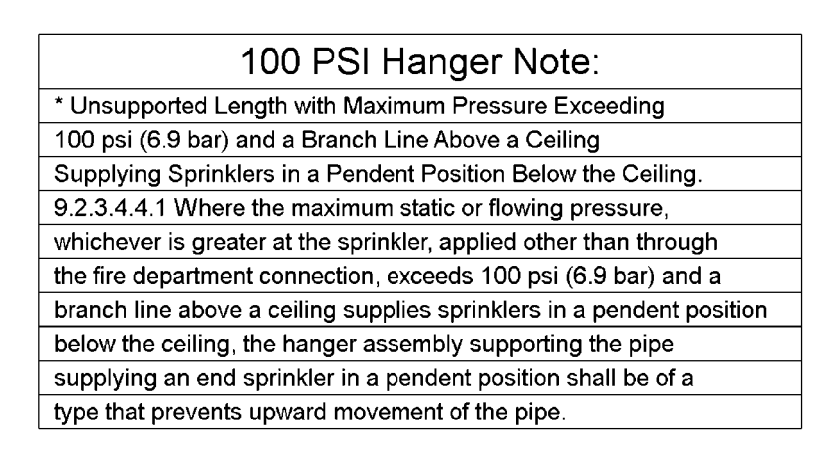 100 PSI Hanger Note:
* Unsupported Length with Maximum Pressure Exceeding
100 psi (6.9 bar) and a Branch Line Above a Ceiling
Supplying Sprinklers in a Pendent Position Below the Ceiling.
9.2.3.4.4.1 Where the maximum static or flowing pressure,
whichever is greater at the sprinkler, applied other than through
the fire department connection, exceeds 100 psi (6.9 bar) and a
branch line above a ceiling supplies sprinklers in a pendent position
below the ceiling, the hanger assembly supporting the pipe
supplying an end sprinkler in a pendent position shall be of a
type that prevents upward movement of the pipe.